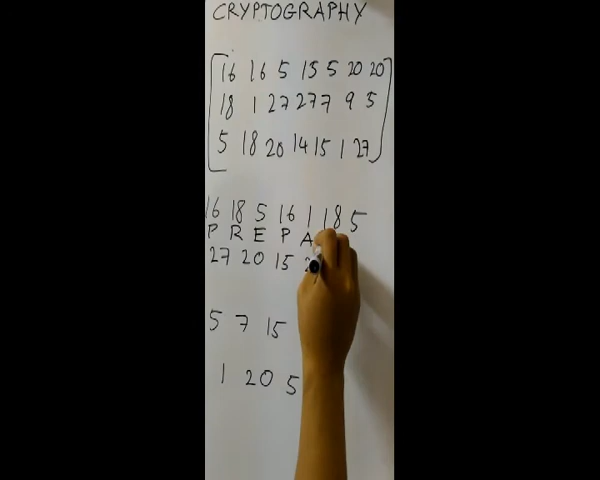 CRYPTOGRAPHY
16 16 5 15 5 20 20
18 1 27 27 7 9 5
5 18 20 14 15 1 27
16 18 5 16 1 18 5
P R E P A
27 20 15
5 7 15
1 20 5